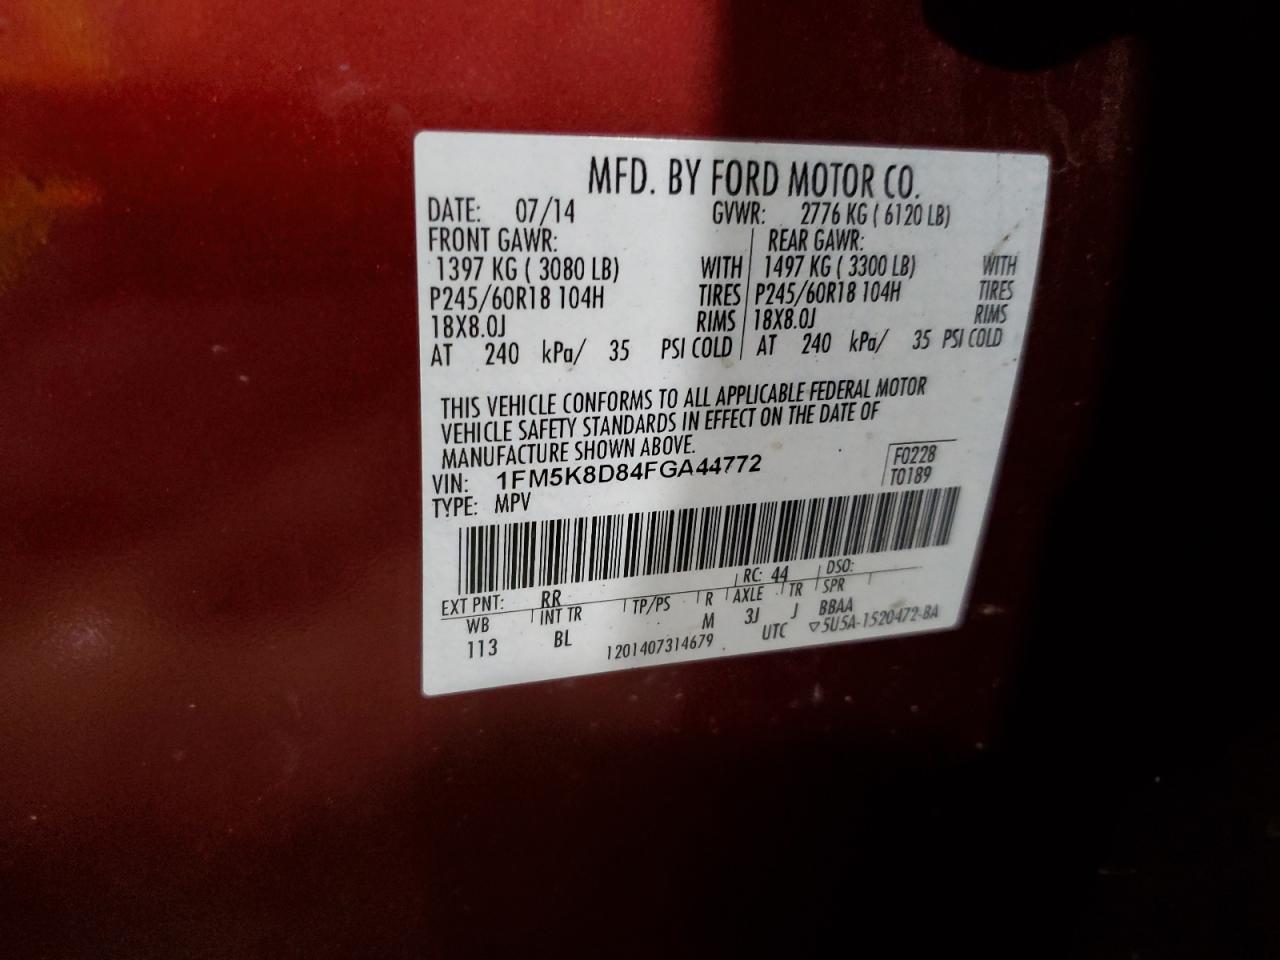 MFD. BY FORD MOTOR CO.
DATE: 07/14 GVWR: 2776 KG ( 6120 LB)
FRONT GAWR: REAR GAWR:
1397 KG ( 3080 LB) WITH 1497 KG ( 3300 LB) WITH
P245/60R18 104H TIRES P245/60R18 104H TIRES
18X8.0J RIMS 18X8.0J RIMS
AT 240 kPa/ 35 PSI COLD AT 240 kPa/ 35 PSI COLD
THIS VEHICLE CONFORMS TO ALL APPLICABLE FEDERAL MOTOR
VEHICLE SAFETY STANDARDS IN EFFECT ON THE DATE OF
MANUFACTURE SHOWN ABOVE.
VIN: 1FM5K8D84FGA44772 F0228
TYPE: MPV T0189
EXT PNT: RR RC: 44 DSO:
WB INT TR TP/PS R AXLE TR SPR
113 BL M 3J J BBAA
1201407314679 UTC ▽5U5A-1520472-BA